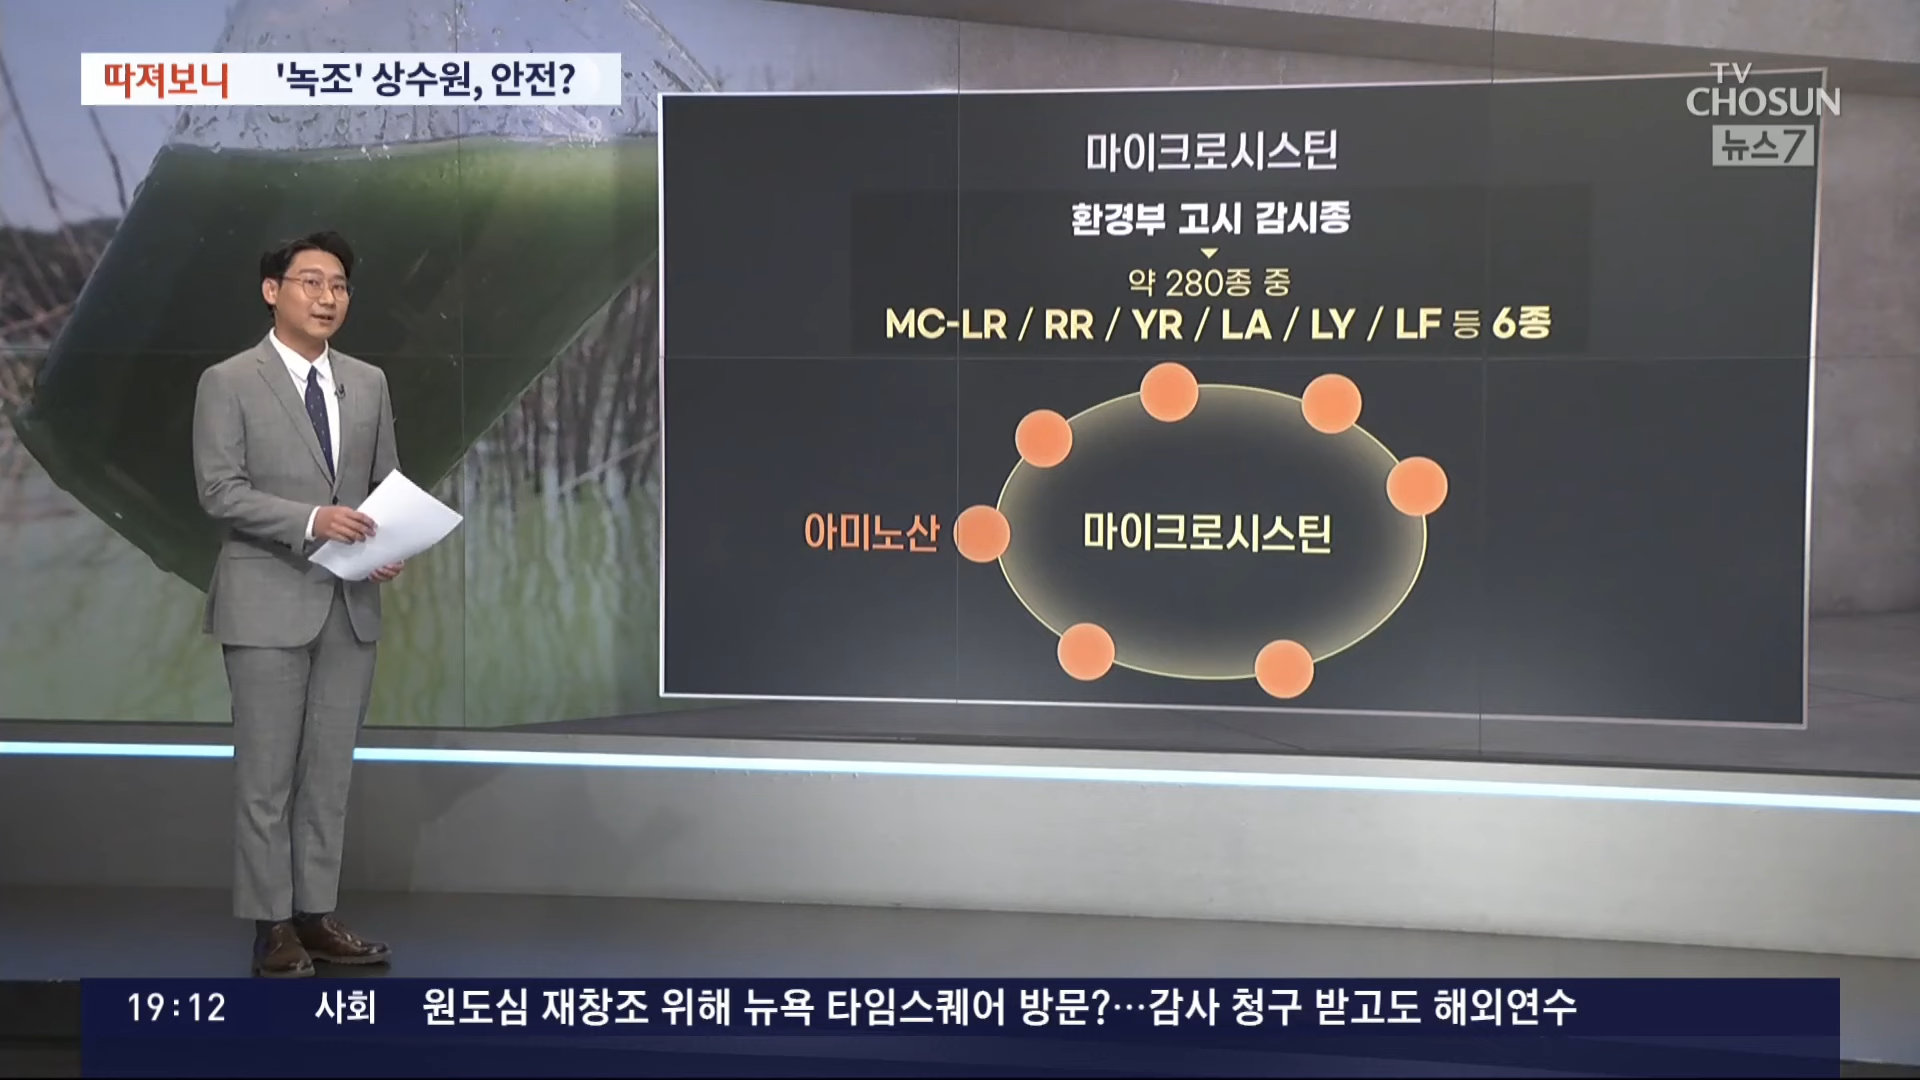 따져보니 '녹조' 상수원, 안전?
TV
CHOSUN
뉴스7
마이크로시스틴
환경부 고시 감시종
약 280종 중
MC-LR / RR / YR / LA / LY / LF 등 6종
아미노산
마이크로시스틴
19:12 사회 원도심 재창조 위해 뉴욕 타임스퀘어 방문?…감사 청구 받고도 해외연수